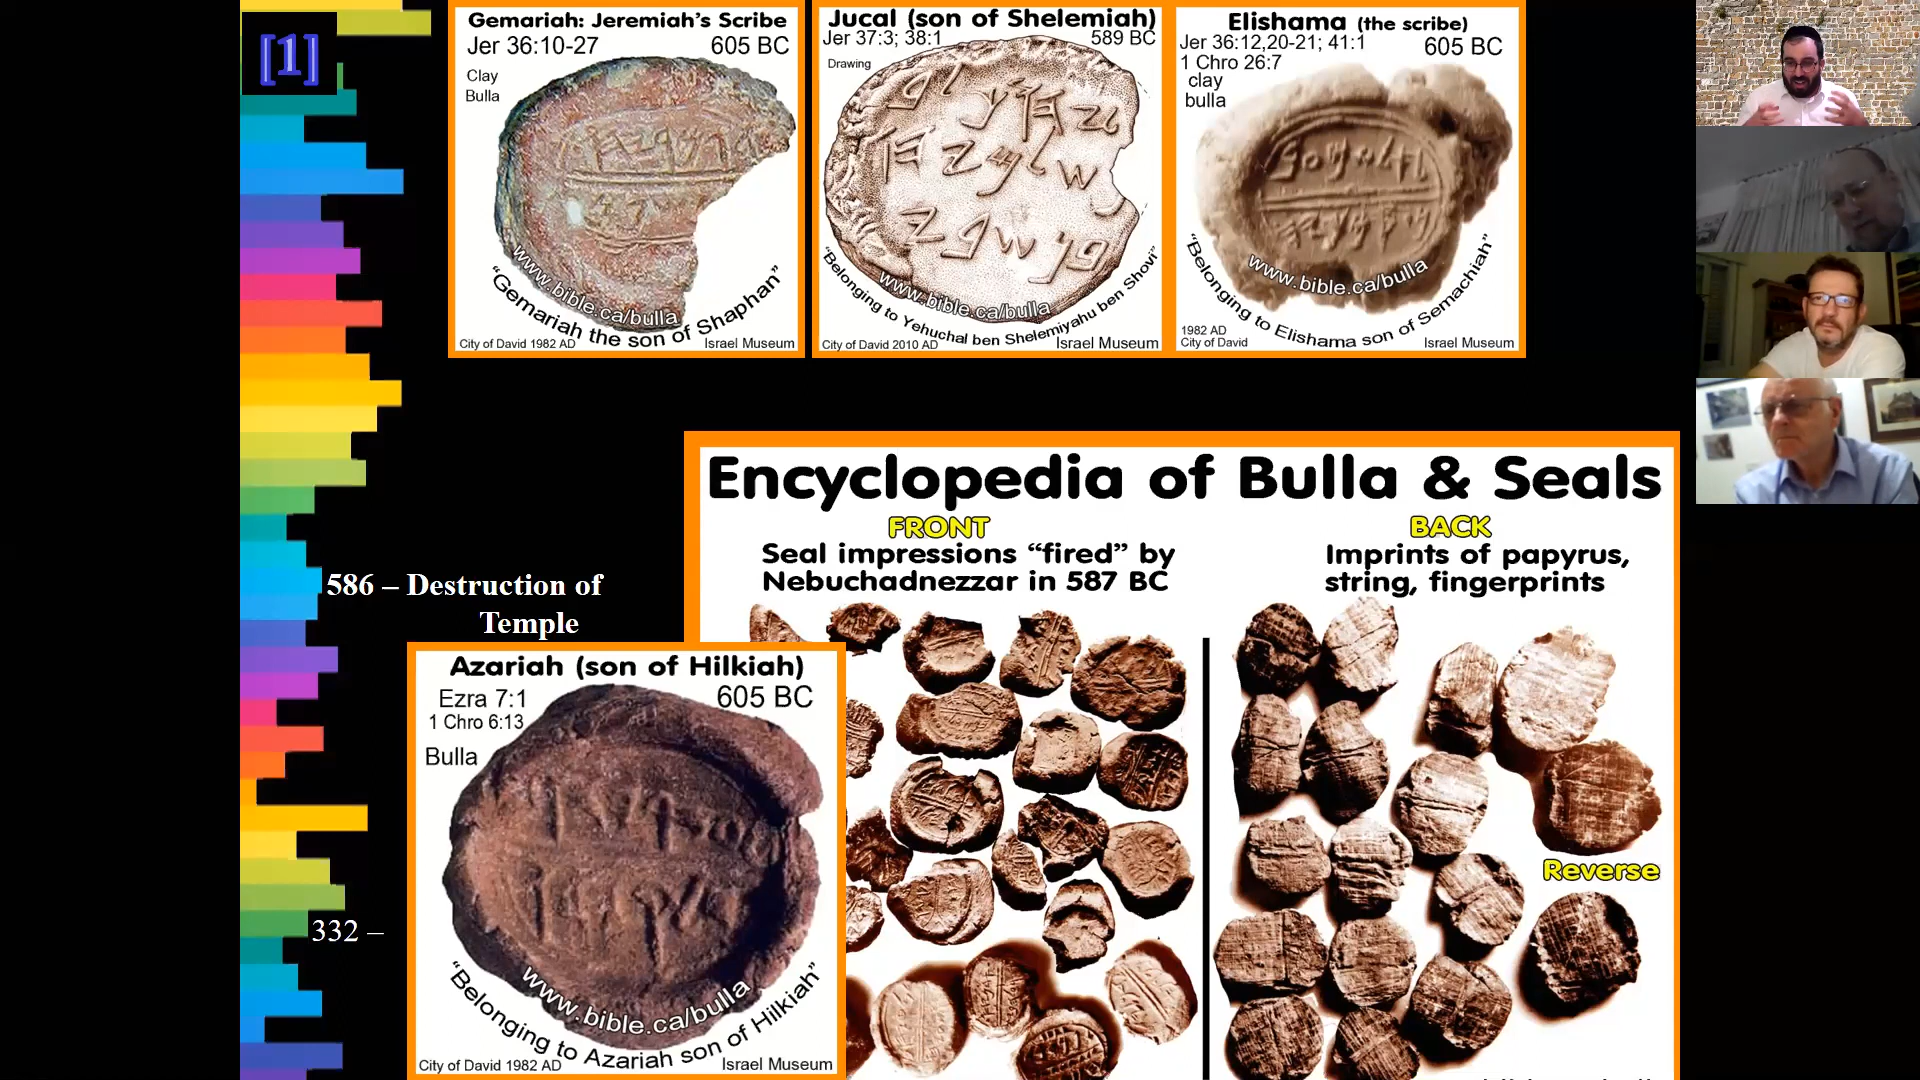 [1]
Gemariah: Jeremiah's Scribe
Jer 36:10-27 605 BC
Clay
Bulla
www.bible.ca/bulla
"Gemariah the son of Shaphan"
City of David 1982 AD Israel Museum
Jucal (son of Shelemiah)
Jer 37:3; 38:1 589 BC
Drawing
www.bible.ca/bulla
"Belonging to Yehuchal ben Shelemiyahu ben Shovi"
City of David 2010 AD Israel Museum
Elishama (the scribe)
Jer 36:12,20-21; 41:1 605 BC
1 Chro 26:7
clay
bulla
www.bible.ca/bulla
"Belonging to Elishama son of Semachiah"
1982 AD
City of David Israel Museum
Encyclopedia of Bulla & Seals
FRONT
Seal impressions "fired" by
Nebuchadnezzar in 587 BC
BACK
Imprints of papyrus,
string, fingerprints
Reverse
586 – Destruction of
Temple
Azariah (son of Hilkiah)
Ezra 7:1 605 BC
1 Chro 6:13
Bulla
www.bible.ca/bulla
"Belonging to Azariah son of Hilkiah"
City of David 1982 AD Israel Museum
332 –